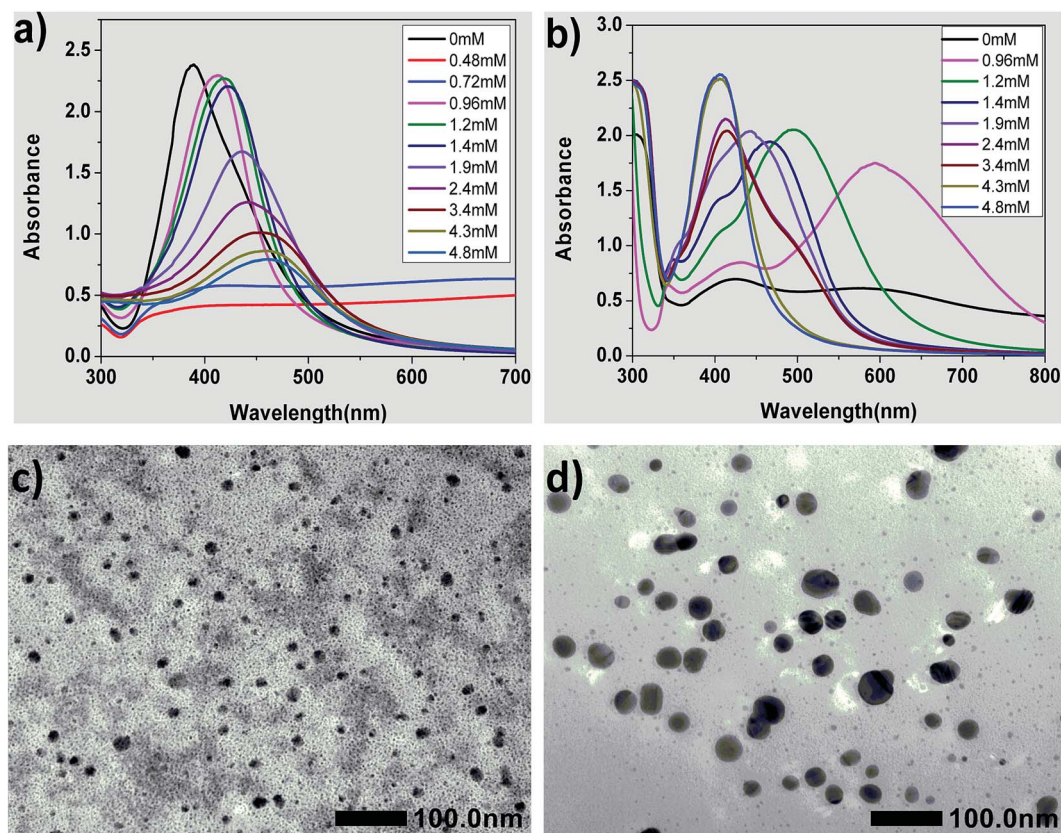 a)
2.5
2.0
1.5
1.0
0.5
0.0
Absorbance
300
400
500
600
700
Wavelength(nm)
0mM
0.48mM
0.72mM
0.96mM
1.2mM
1.4mM
1.9mM
2.4mM
3.4mM
4.3mM
4.8mM
b)
3.0
2.5
2.0
1.5
1.0
0.5
0.0
Absorbance
300
400
500
600
700
800
Wavelength(nm)
0mM
0.96mM
1.2mM
1.4mM
1.9mM
2.4mM
3.4mM
4.3mM
4.8mM
c)
100.0nm
d)
100.0nm